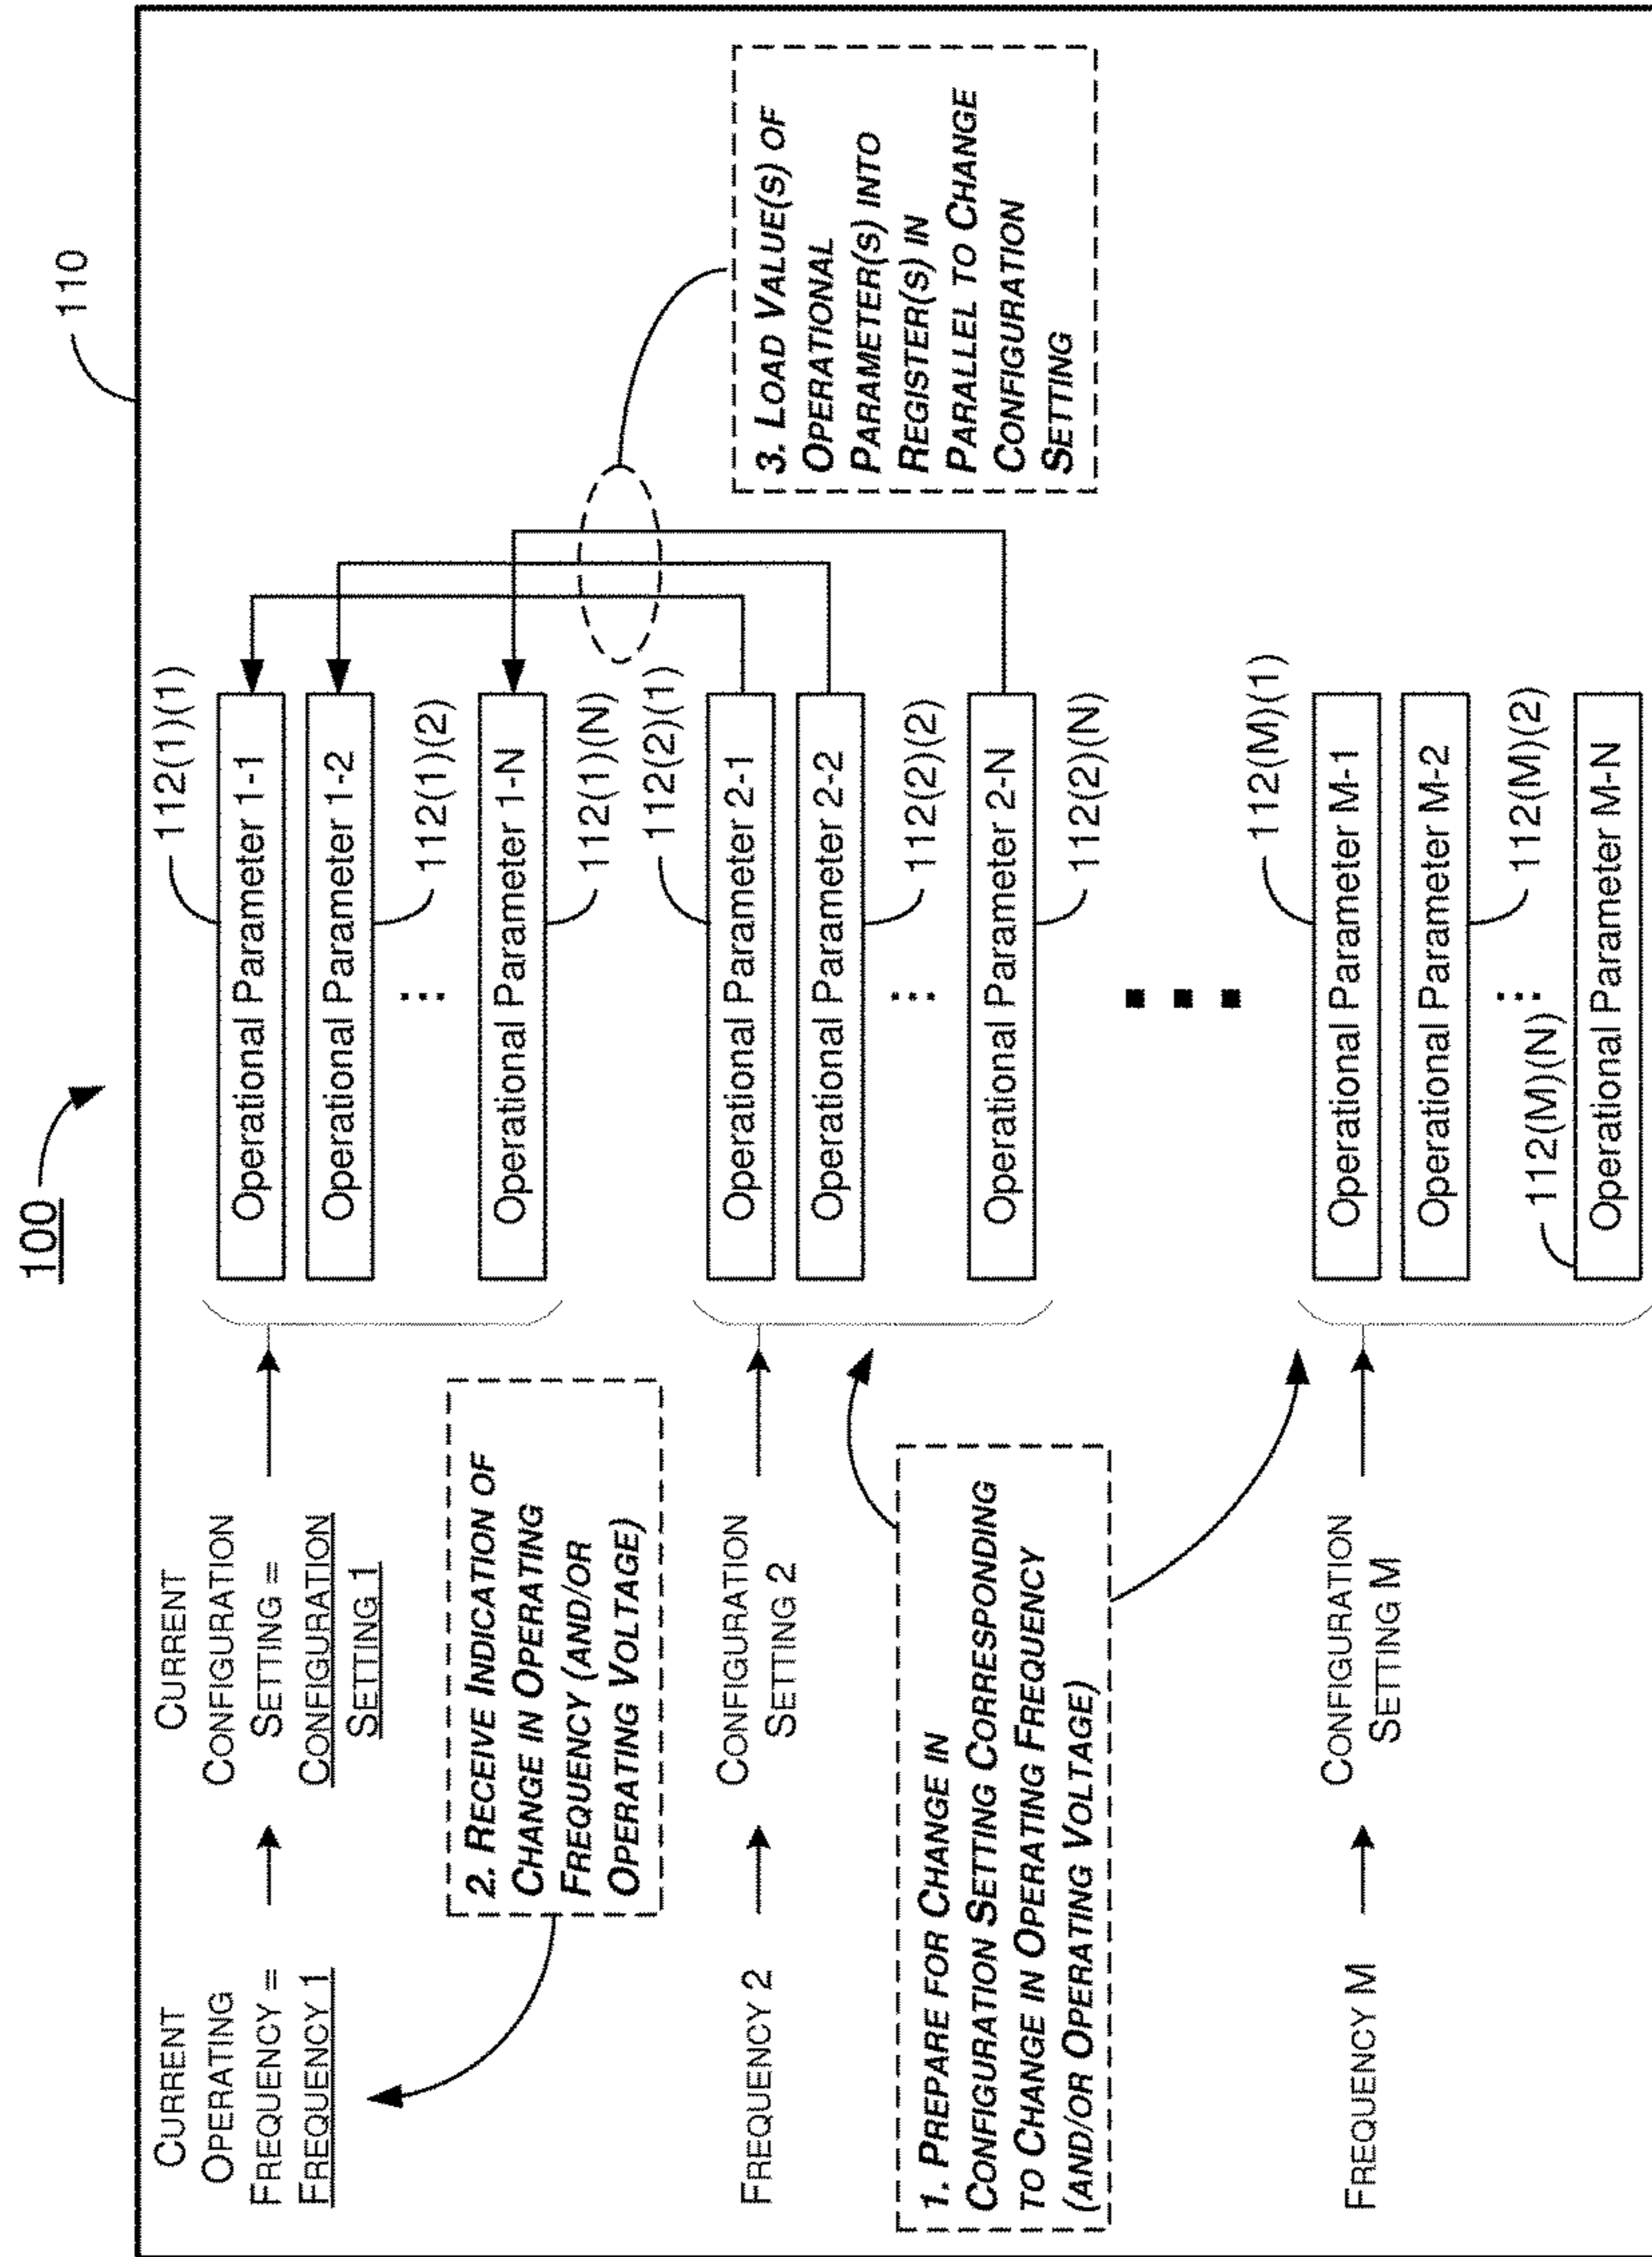 100
110
CURRENT
OPERATING
FREQUENCY =
FREQUENCY 1
CURRENT
CONFIGURATION
SETTING =
CONFIGURATION
SETTING 1
112(1)(1)
Operational Parameter 1-1
Operational Parameter 1-2
112(1)(2)
⋮
Operational Parameter 1-N
112(1)(N)
2. RECEIVE INDICATION OF
CHANGE IN OPERATING
FREQUENCY (AND/OR
OPERATING VOLTAGE)
3. LOAD VALUE(S) OF
OPERATIONAL
PARAMETER(S) INTO
REGISTER(S) IN
PARALLEL TO CHANGE
CONFIGURATION
SETTING
FREQUENCY 2
CONFIGURATION
SETTING 2
112(2)(1)
Operational Parameter 2-1
Operational Parameter 2-2
112(2)(2)
⋮
Operational Parameter 2-N
112(2)(N)
1. PREPARE FOR CHANGE IN
CONFIGURATION SETTING CORRESPONDING
TO CHANGE IN OPERATING FREQUENCY
(AND/OR OPERATING VOLTAGE)
FREQUENCY M
CONFIGURATION
SETTING M
112(M)(1)
Operational Parameter M-1
Operational Parameter M-2
112(M)(2)
⋮
112(M)(N)
Operational Parameter M-N